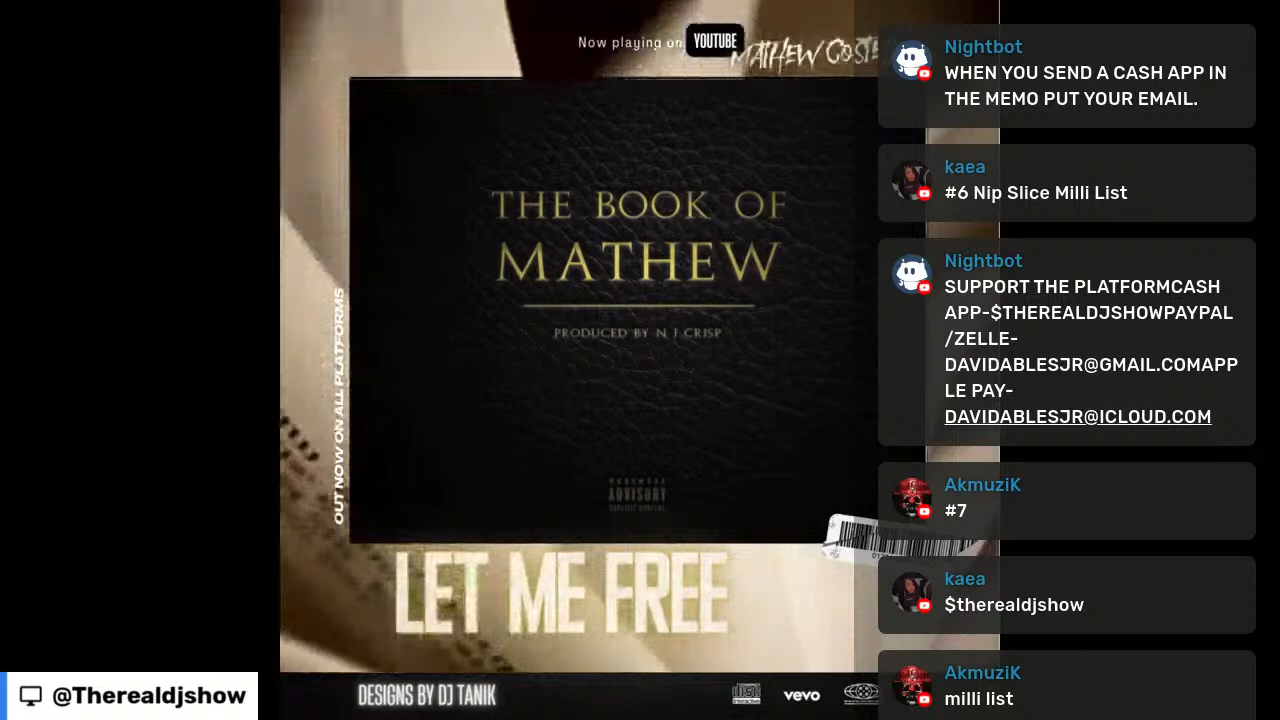 Now playing on YOUTUBE
THE BOOK OF
MATHEW
PRODUCED BY N J CRISP
OUT NOW ON ALL PLATFORMS
ADVISORY
LET ME FREE
DESIGNS BY DJ TANIK
vevo
@Therealdjshow
Nightbot
WHEN YOU SEND A CASH APP IN
THE MEMO PUT YOUR EMAIL.
kaea
#6 Nip Slice Milli List
Nightbot
SUPPORT THE PLATFORMCASH
APP-$THEREALDJSHOWPAYPAL
/ZELLE-
DAVIDABLESJR@GMAIL.COMAPP
LE PAY-
DAVIDABLESJR@ICLOUD.COM
AkmuziK
#7
kaea
$therealdjshow
AkmuziK
milli list